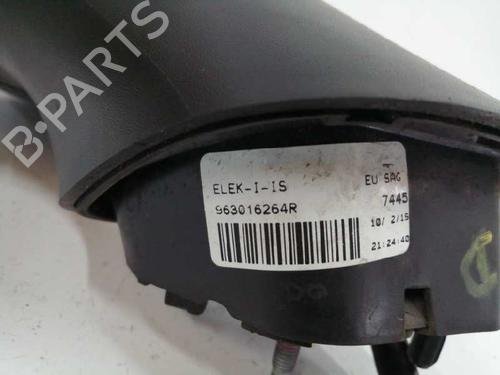 B-PARTS
ELEK-I-IS
EU SAG
963016264R
7445
10/ 2/15
21:24:40